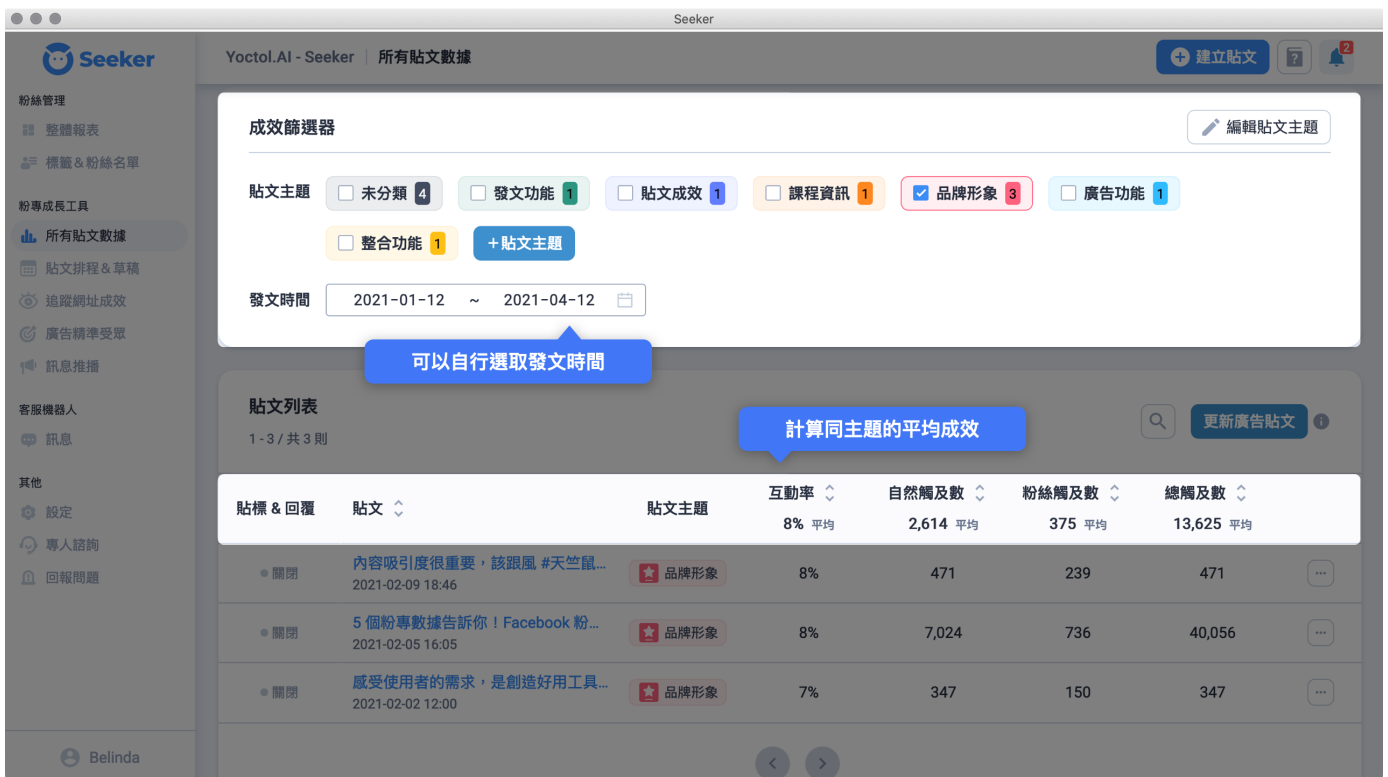 Seeker
Seeker
Yoctol.AI - Seeker | 所有貼文數據
建立貼文
2
粉絲管理
整體報表
標籤&粉絲名單
粉專成長工具
所有貼文數據
貼文排程&草稿
追蹤網址成效
廣告精準受眾
訊息推播
客服機器人
訊息
其他
設定
專人諮詢
回報問題
Belinda
成效篩選器
編輯貼文主題
貼文主題 未分類 4 發文功能 1 貼文成效 1 課程資訊 1 品牌形象 3 廣告功能 1
整合功能 1 +貼文主題
發文時間 2021-01-12 ~ 2021-04-12
可以自行選取發文時間
貼文列表
1 - 3 / 共 3 則
計算同主題的平均成效
更新廣告貼文
貼標 & 回覆 貼文 貼文主題 互動率 自然觸及數 粉絲觸及數 總觸及數
8% 平均 2,614 平均 375 平均 13,625 平均
關閉 內容吸引度很重要,該跟風 #天竺鼠... 品牌形象 8% 471 239 471
2021-02-09 18:46
關閉 5 個粉專數據告訴你!Facebook 粉... 品牌形象 8% 7,024 736 40,056
2021-02-05 16:05
關閉 感受使用者的需求,是創造好用工具... 品牌形象 7% 347 150 347
2021-02-02 12:00